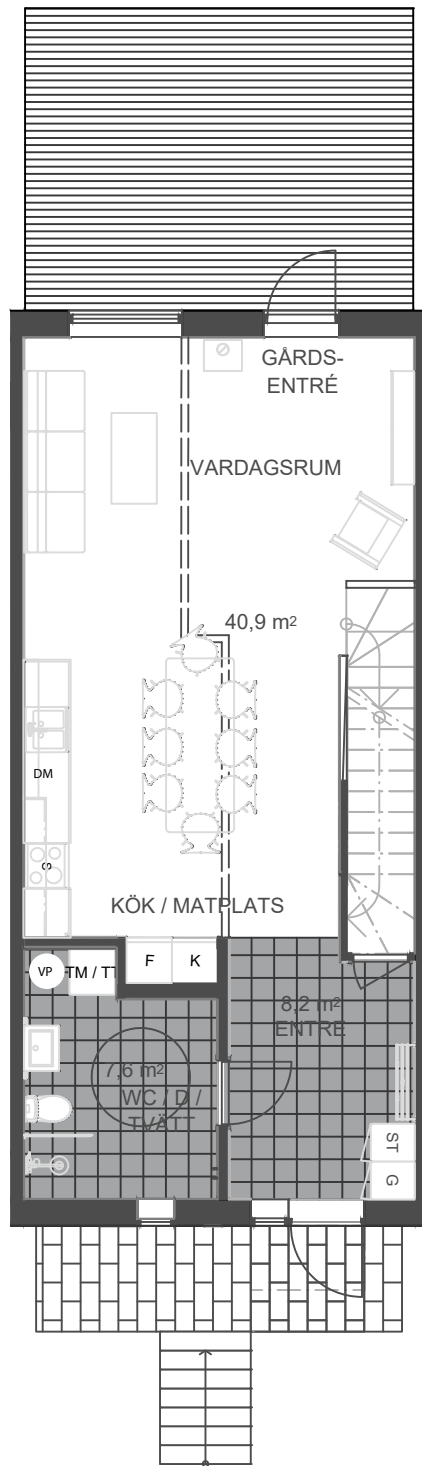 GÅRDS-
ENTRÉ
VARDAGSRUM
40,9 m²
DM
S
KÖK / MATPLATS
F
K
VP
TM / TT
8,2 m²
ENTRÉ
7,6 m²
WC / D /
TVÄTT
ST
G